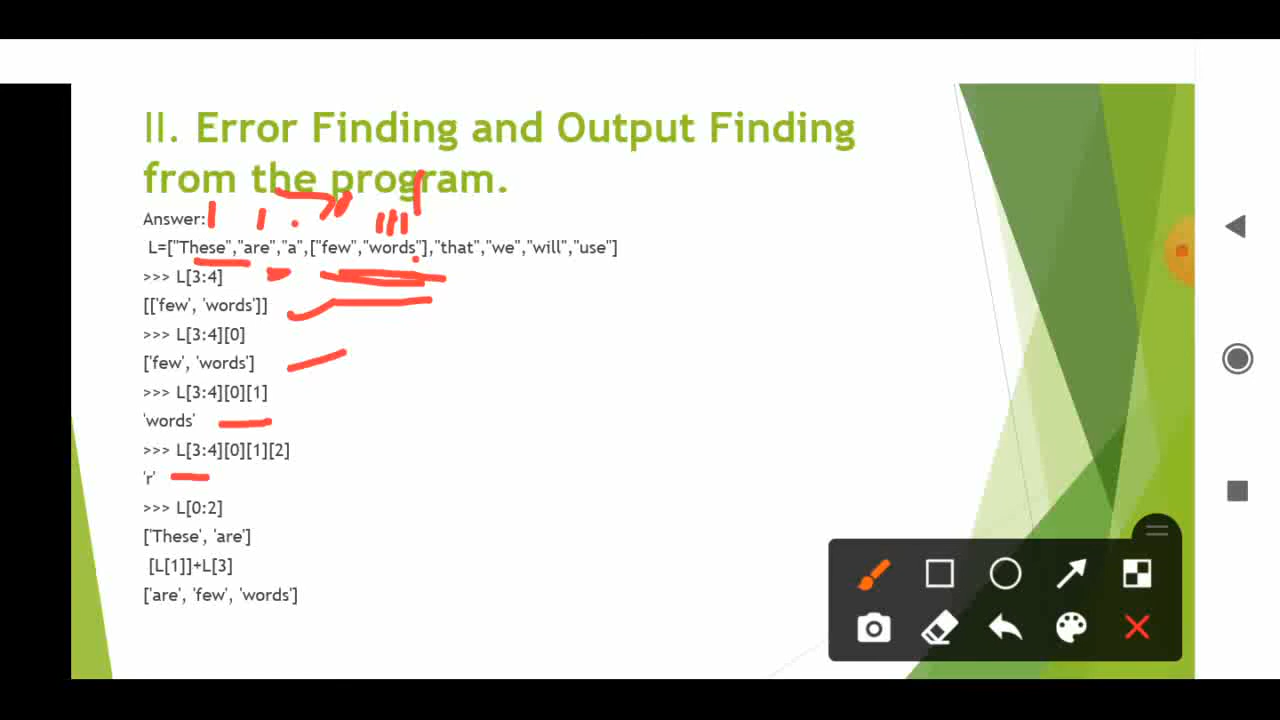 II. Error Finding and Output Finding
from the program.
Answer:
L=["These","are","a",["few","words"],"that","we","will","use"]
>>> L[3:4]
[['few', 'words']]
>>> L[3:4][0]
['few', 'words']
>>> L[3:4][0][1]
'words'
>>> L[3:4][0][1][2]
'r'
>>> L[0:2]
['These', 'are']
[L[1]]+L[3]
['are', 'few', 'words']